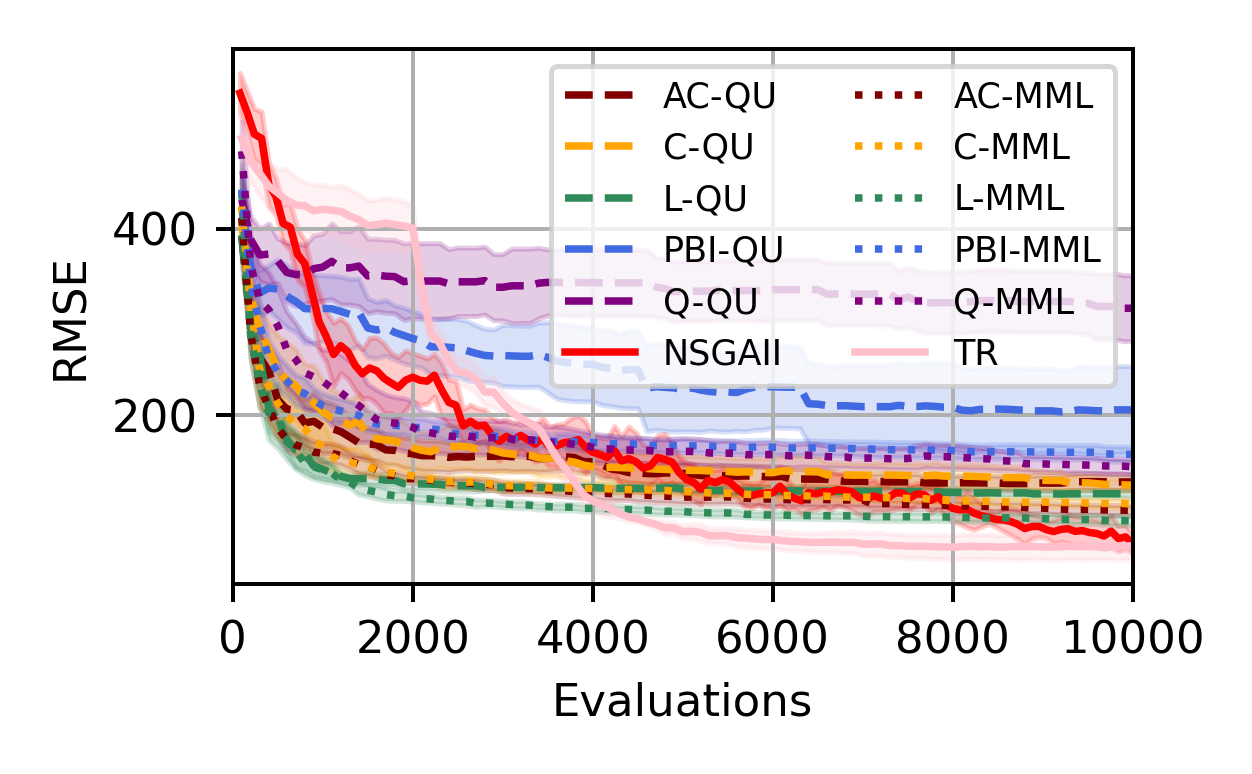 RMSE
400
200
AC-QU
C-QU
L-QU
PBI-QU
Q-QU
NSGAII
AC-MML
C-MML
L-MML
PBI-MML
Q-MML
TR
0 2000 4000 6000 8000 10000
Evaluations